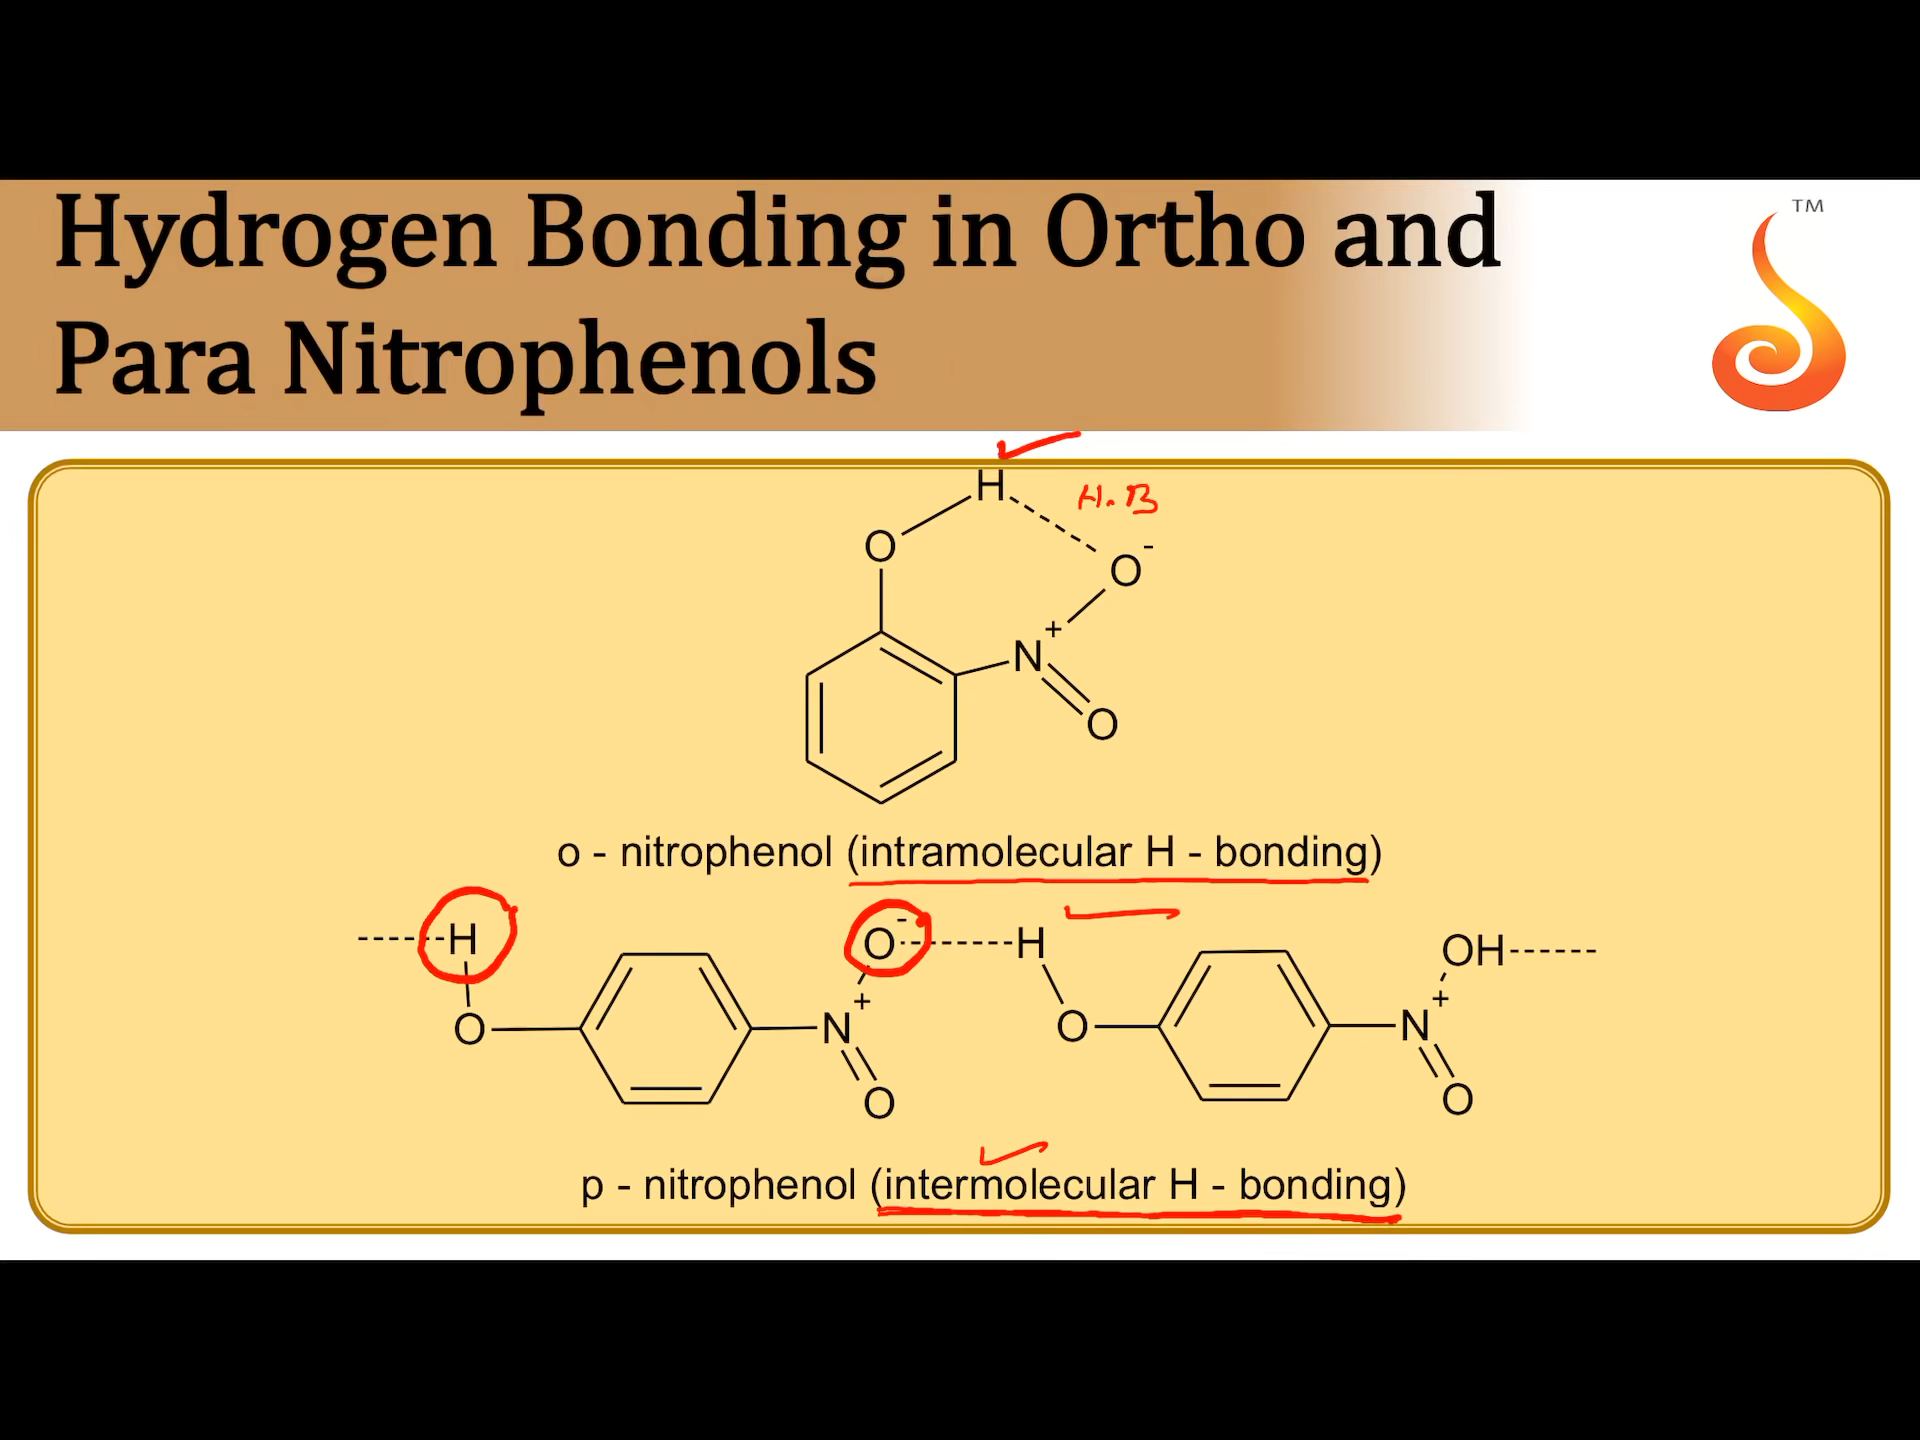 Hydrogen Bonding in Ortho and
Para Nitrophenols
TM
H
H.B
O
O-
+
N
O
o - nitrophenol (intramolecular H - bonding)
-----H
O- -------H
OH------
+
+
O
N
O
N
O
O
p - nitrophenol (intermolecular H - bonding)